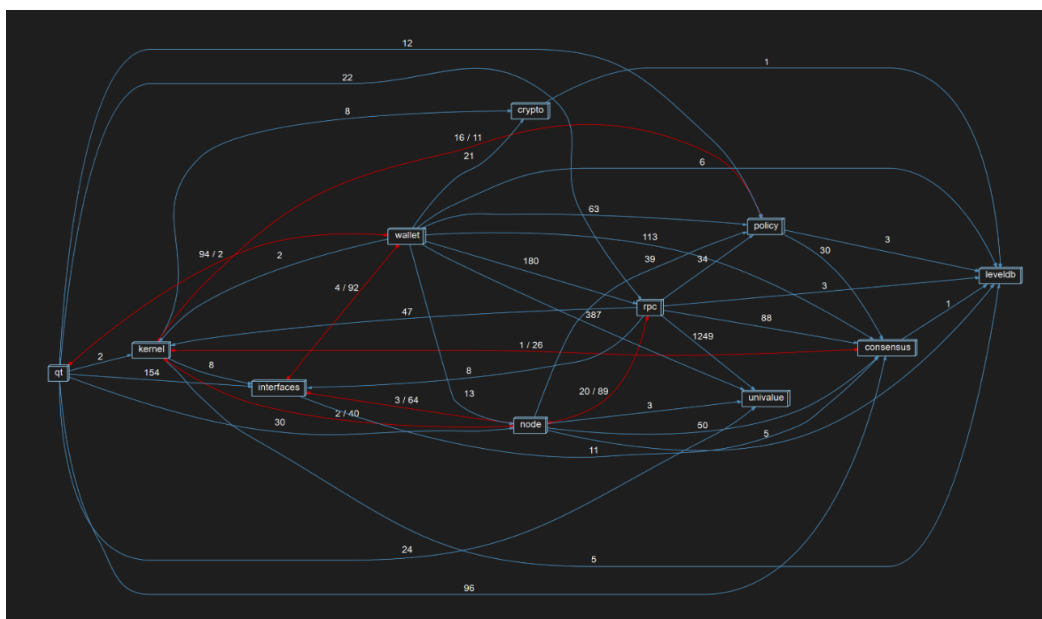 12
1
22
crypto
8
16 / 11
21
6
63
policy
wallet
113
30
3
94 / 2
2
39
34
180
leveldb
4 / 92
3
rpc
1
47
387
88
1249
kernel
1 / 26
consensus
2
8
qt
154
8
interfaces
13
20 / 89
univalue
3 / 64
3
2 / 40
30
node
50
5
11
24
5
96